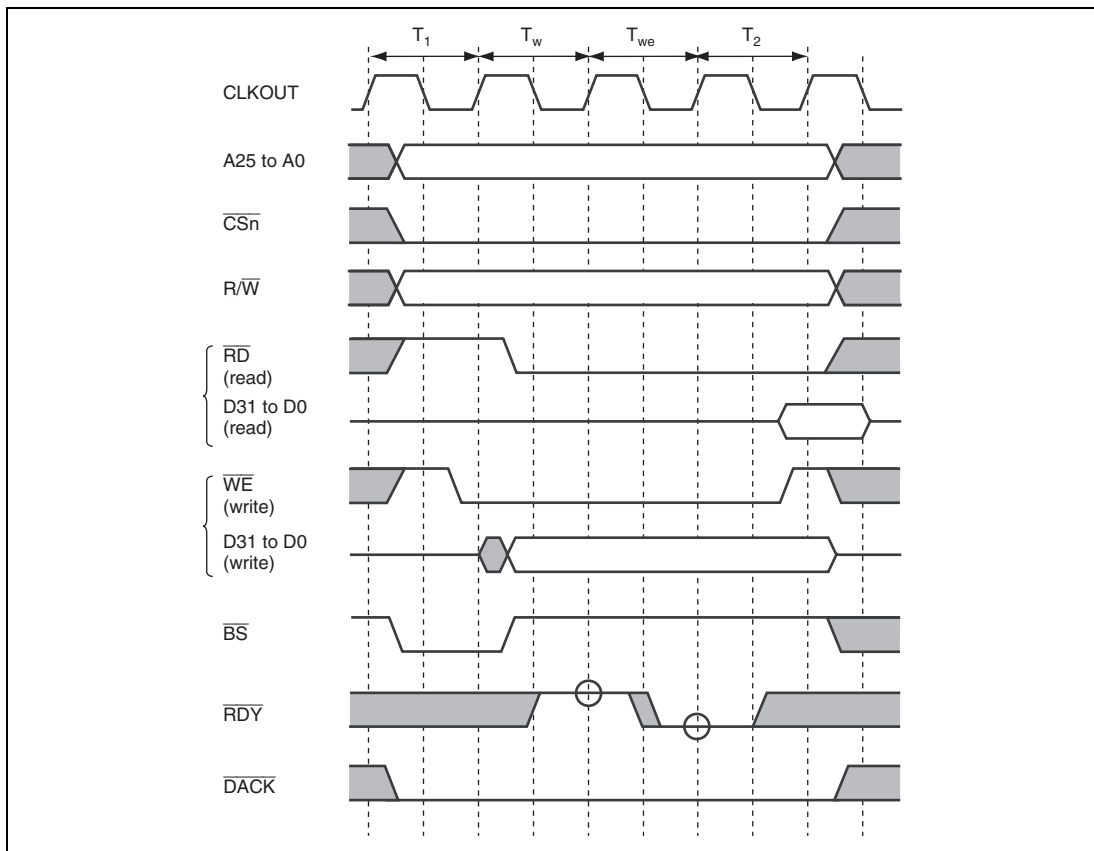 T1 Tw Twe T2
CLKOUT
A25 to A0
CSn
R/W
RD
(read)
D31 to D0
(read)
WE
(write)
D31 to D0
(write)
BS
RDY
DACK